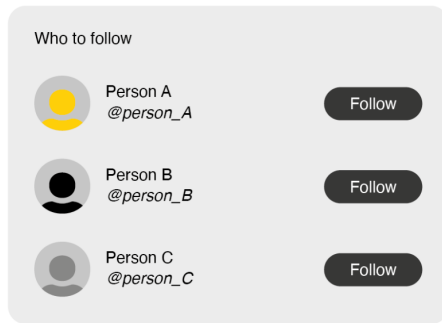 Who to follow
Person A
@person_A
Follow
Person B
@person_B
Follow
Person C
@person_C
Follow